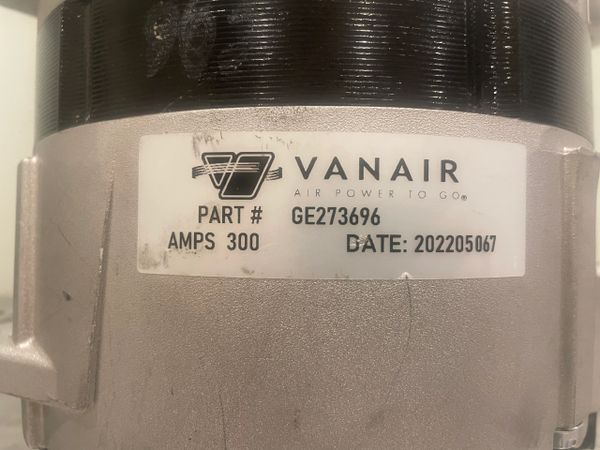 VANAIR
AIR POWER TO GO®
PART # GE273696
AMPS 300 DATE: 202205067